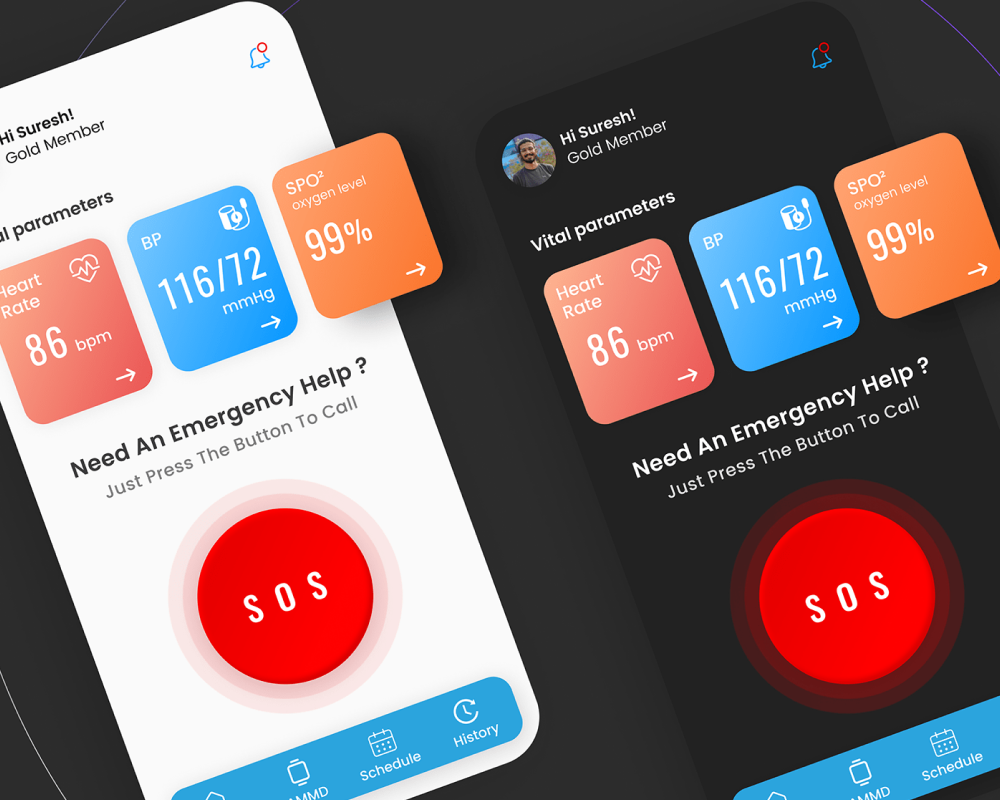 Hi Suresh!
Gold Member
parameters
Heart
Rate
86 bpm
BP
116/72
mmHg
SPO²
oxygen level
99%
Need An Emergency Help ?
Just Press The Button To Call
SOS
Schedule
History
Hi Suresh!
Gold Member
Vital parameters
Heart
Rate
86 bpm
BP
116/72
mmHg
SPO²
oxygen level
99%
Need An Emergency Help ?
Just Press The Button To Call
SOS
Schedule